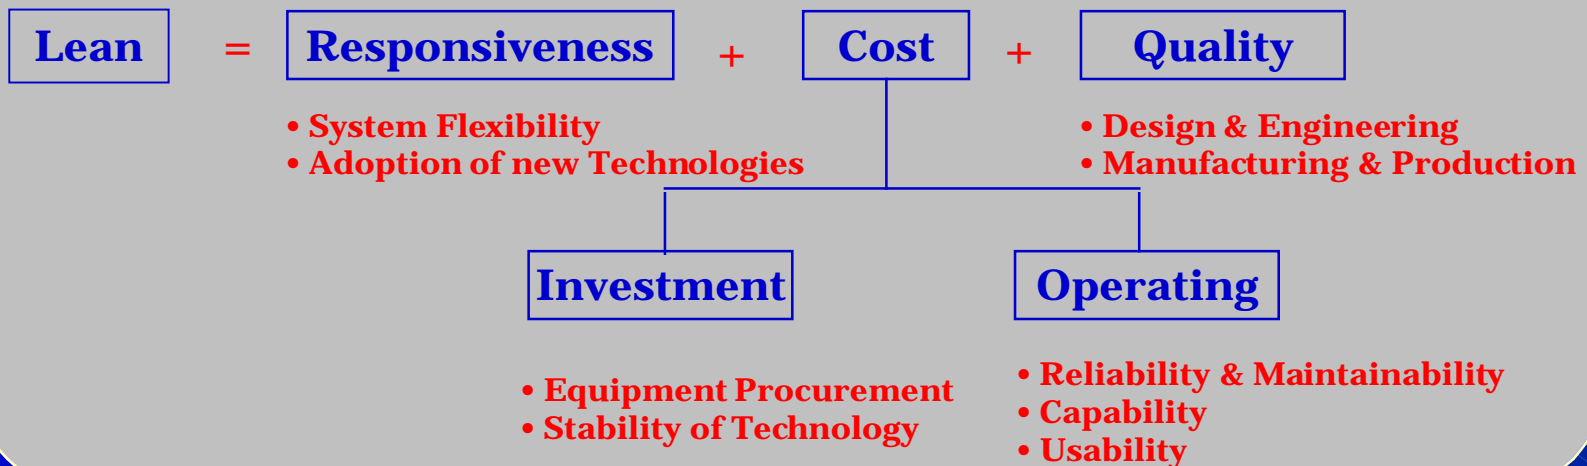 Lean = Responsiveness + Cost + Quality
• System Flexibility
• Adoption of new Technologies
• Design & Engineering
• Manufacturing & Production
Investment
Operating
• Equipment Procurement
• Stability of Technology
• Reliability & Maintainability
• Capability
• Usability